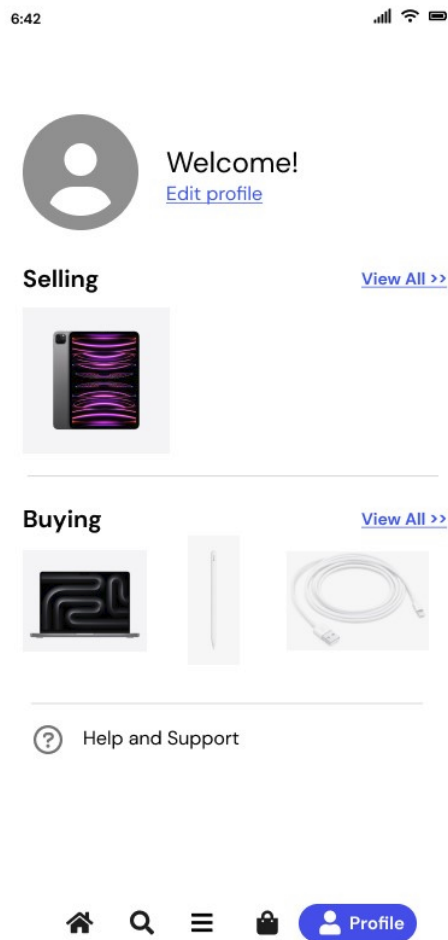 6:42
Welcome!
Edit profile
Selling
View All >>
Buying
View All >>
? Help and Support
Profile